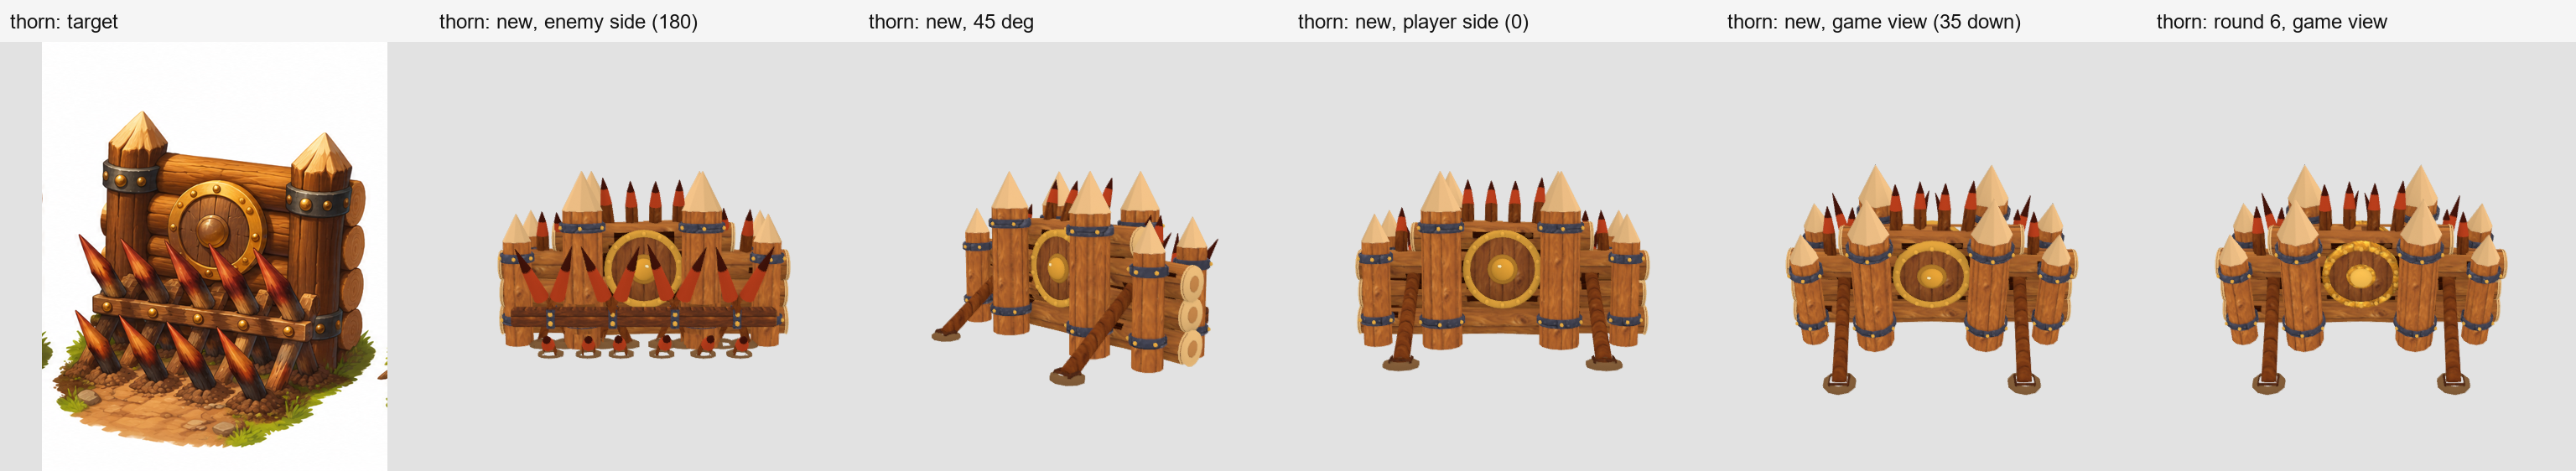 thorn: target
thorn: new, enemy side (180)
thorn: new, 45 deg
thorn: new, player side (0)
thorn: new, game view (35 down)
thorn: round 6, game view